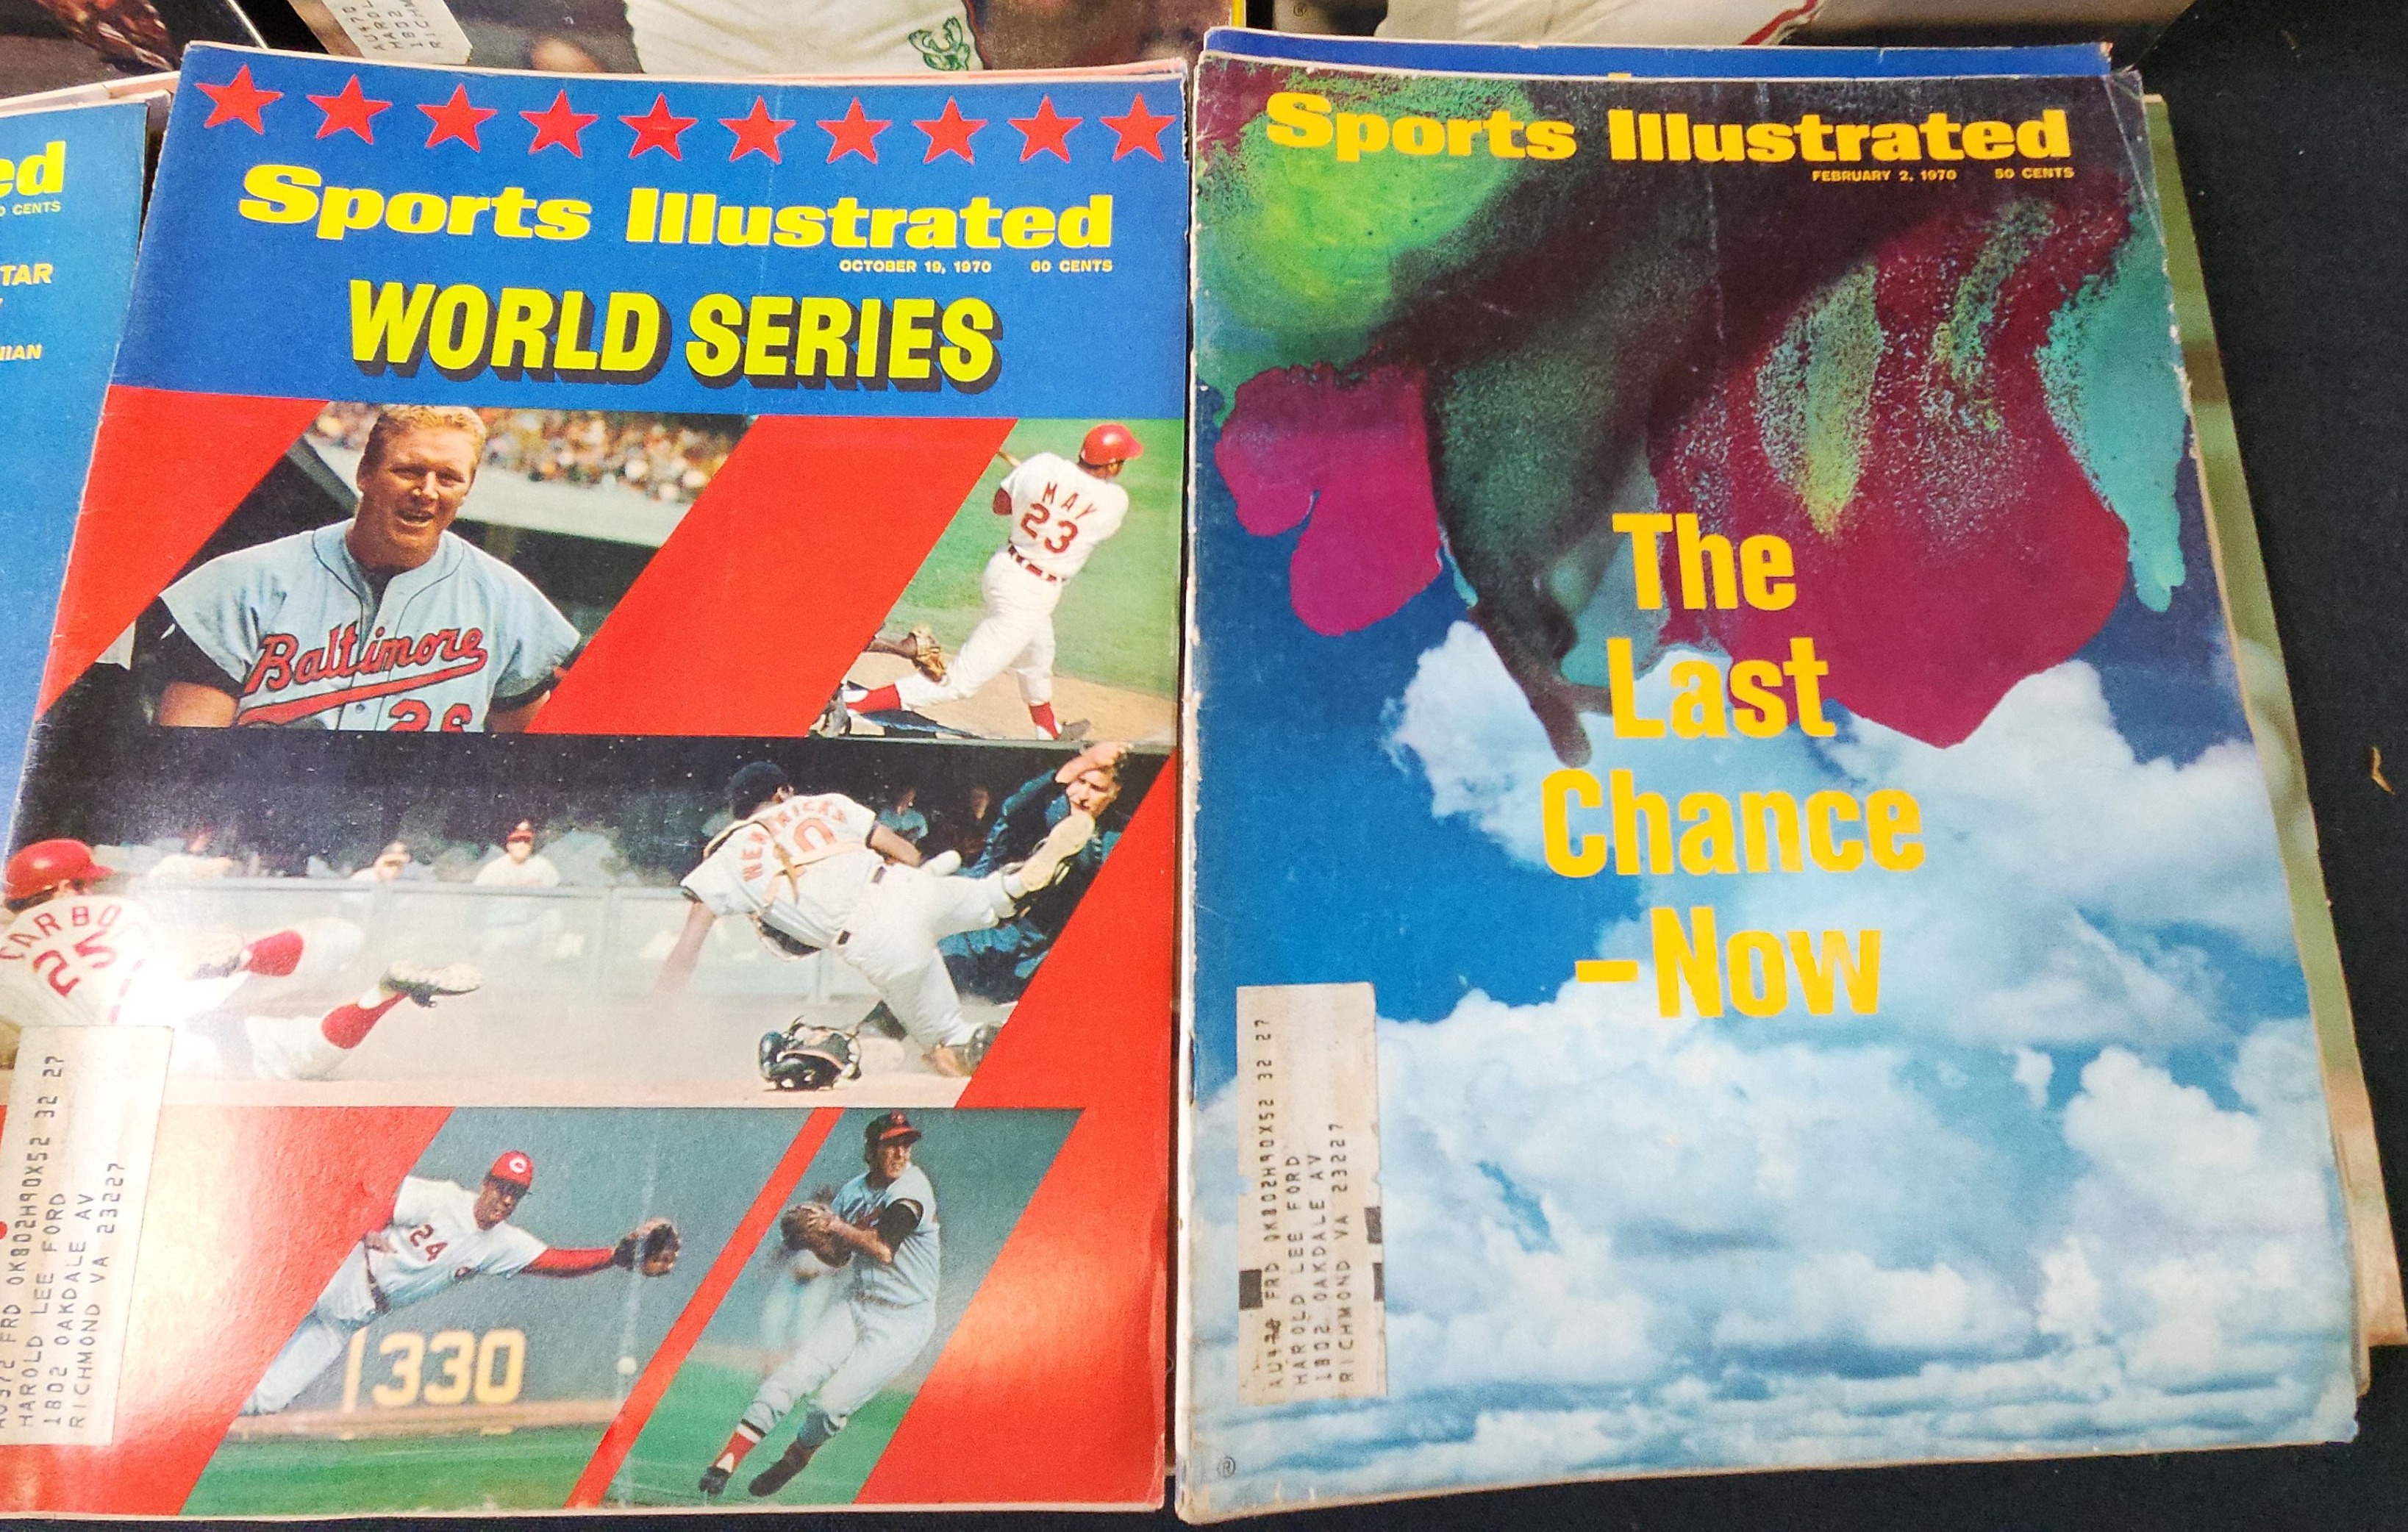 ed
CENTS
TAR
IAN
Sports Illustrated
OCTOBER 19, 1970 60 CENTS
WORLD SERIES
Baltimore
26
MAY
23
HENDRICKS
10
CARBO
25
24
330
FRD OK802H90X52 32 27
HAROLD LEE FORD
1802 OAKDALE AV
RICHMOND VA 23227
Sports Illustrated
FEBRUARY 2, 1970 50 CENTS
The
Last
Chance
–Now
FRD OK802H90X52 32 27
HAROLD LEE FORD
1802 OAKDALE AV
RICHMOND VA 23227
®